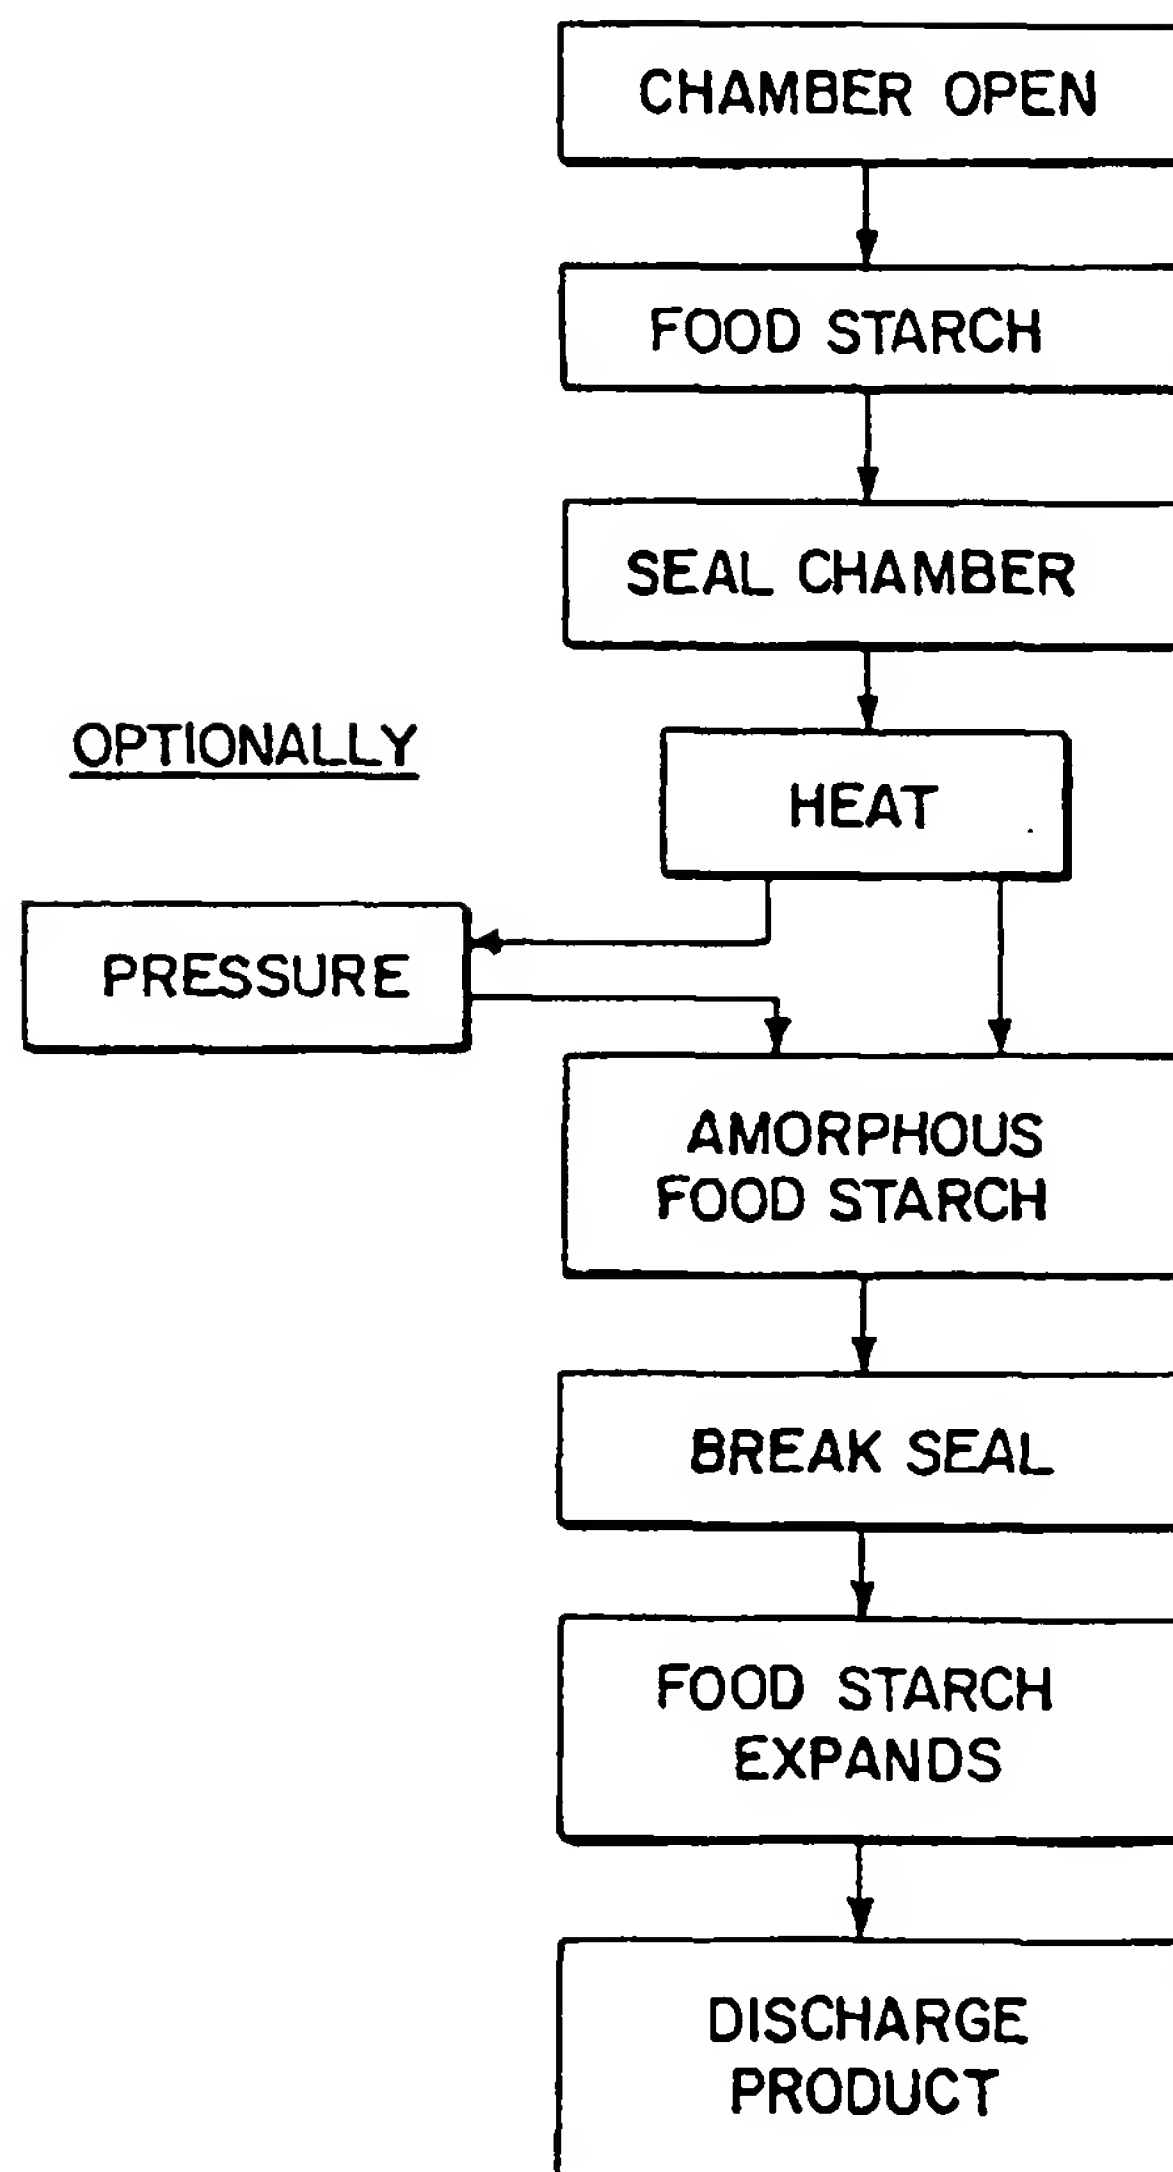 CHAMBER OPEN
FOOD STARCH
SEAL CHAMBER
OPTIONALLY
HEAT
PRESSURE
AMORPHOUS
FOOD STARCH
BREAK SEAL
FOOD STARCH
EXPANDS
DISCHARGE
PRODUCT